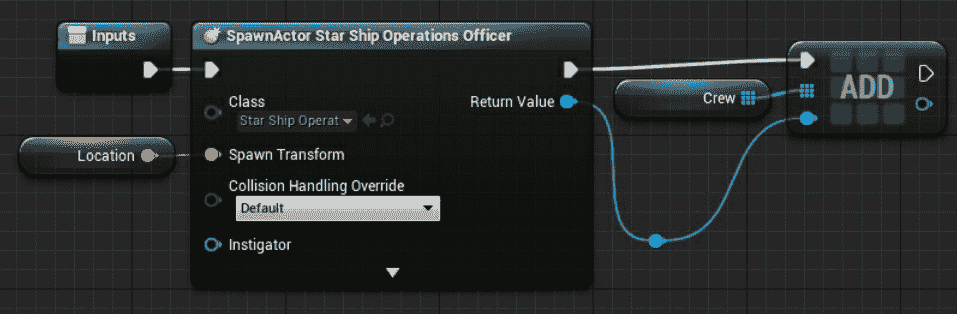 Inputs
SpawnActor Star Ship Operations Officer
Class
Return Value
Star Ship Operat
Crew
ADD
Location
Spawn Transform
Collision Handling Override
Default
Instigator